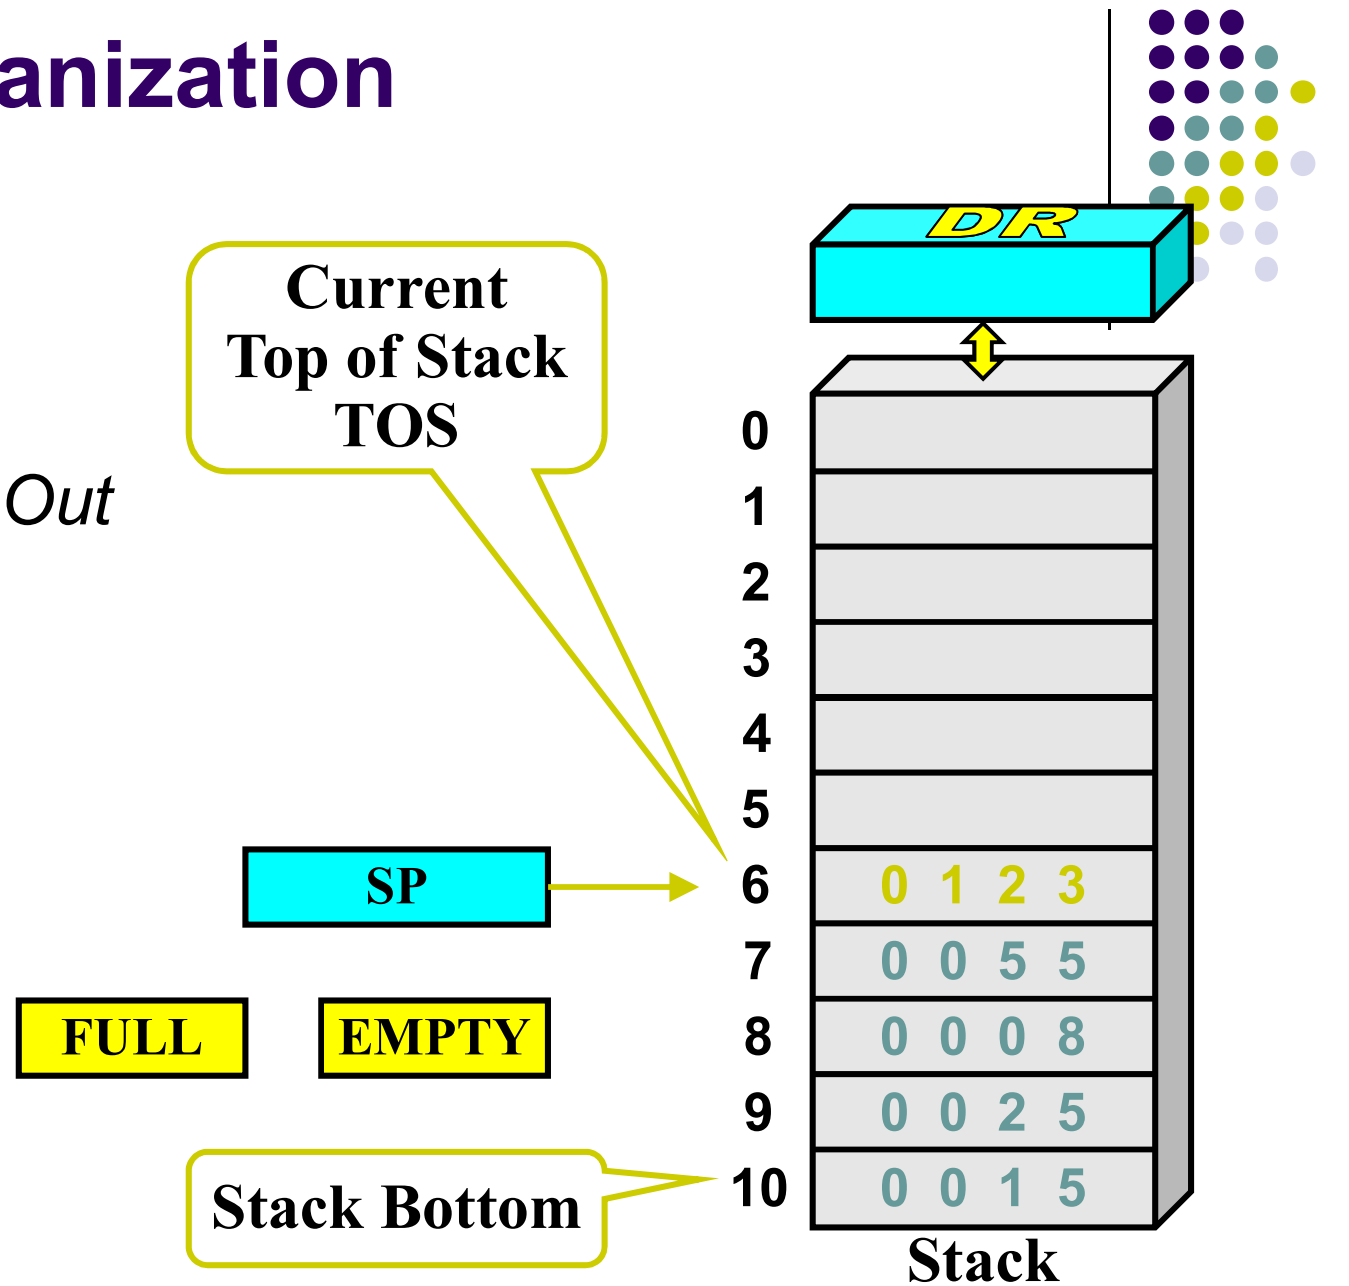 anization
DR
Current
Top of Stack
TOS
Out
0
1
2
3
4
5
SP
6 0 1 2 3
7 0 0 5 5
FULL EMPTY
8 0 0 0 8
9 0 0 2 5
Stack Bottom
10 0 0 1 5
Stack